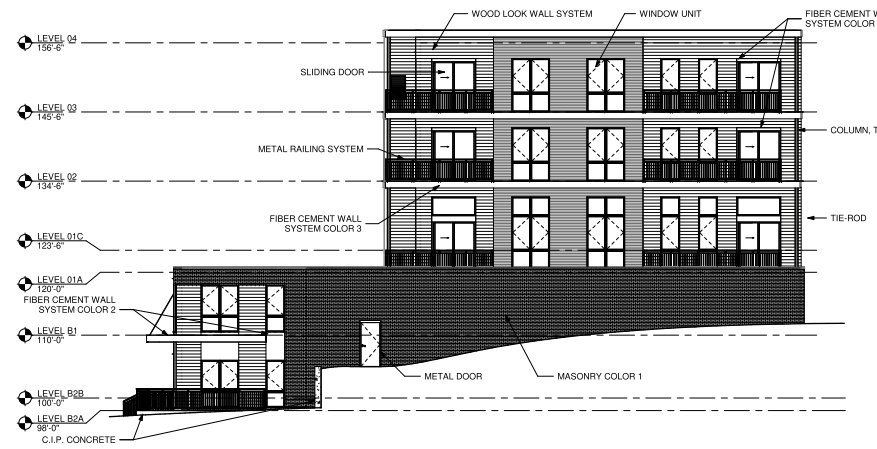 WOOD LOOK WALL SYSTEM
WINDOW UNIT
FIBER CEMENT W
SYSTEM COLOR
LEVEL 04
156'-6"
SLIDING DOOR
LEVEL 03
145'-6"
COLUMN, T
METAL RAILING SYSTEM
LEVEL 02
134'-6"
FIBER CEMENT WALL
SYSTEM COLOR 3
TIE-ROD
LEVEL 01C
123'-6"
LEVEL 01A
120'-0"
FIBER CEMENT WALL
SYSTEM COLOR 2
LEVEL B1
110'-0"
METAL DOOR
MASONRY COLOR 1
LEVEL B2B
100'-0"
LEVEL B2A
98'-0"
C.I.P. CONCRETE